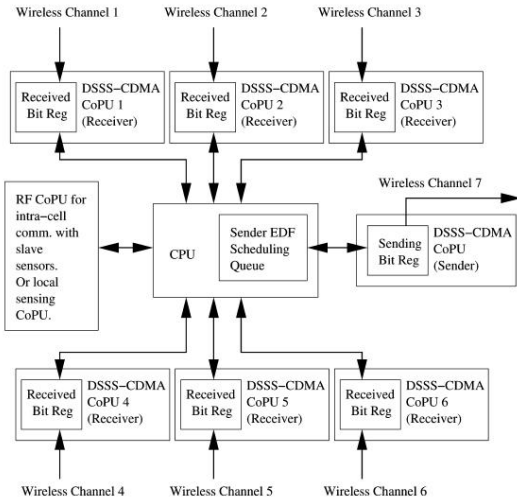 Wireless Channel 1
Wireless Channel 2
Wireless Channel 3
Received
Bit Reg
DSSS−CDMA
CoPU 1
(Receiver)
Received
Bit Reg
DSSS−CDMA
CoPU 2
(Receiver)
Received
Bit Reg
DSSS−CDMA
CoPU 3
(Receiver)
RF CoPU for
intra−cell
comm. with
slave
sensors.
Or local
sensing
CoPU.
CPU
Sender EDF
Scheduling
Queue
Wireless Channel 7
Sending
Bit Reg
DSSS−CDMA
CoPU
(Sender)
Received
Bit Reg
DSSS−CDMA
CoPU 4
(Receiver)
Received
Bit Reg
DSSS−CDMA
CoPU 5
(Receiver)
Received
Bit Reg
DSSS−CDMA
CoPU 6
(Receiver)
Wireless Channel 4
Wireless Channel 5
Wireless Channel 6